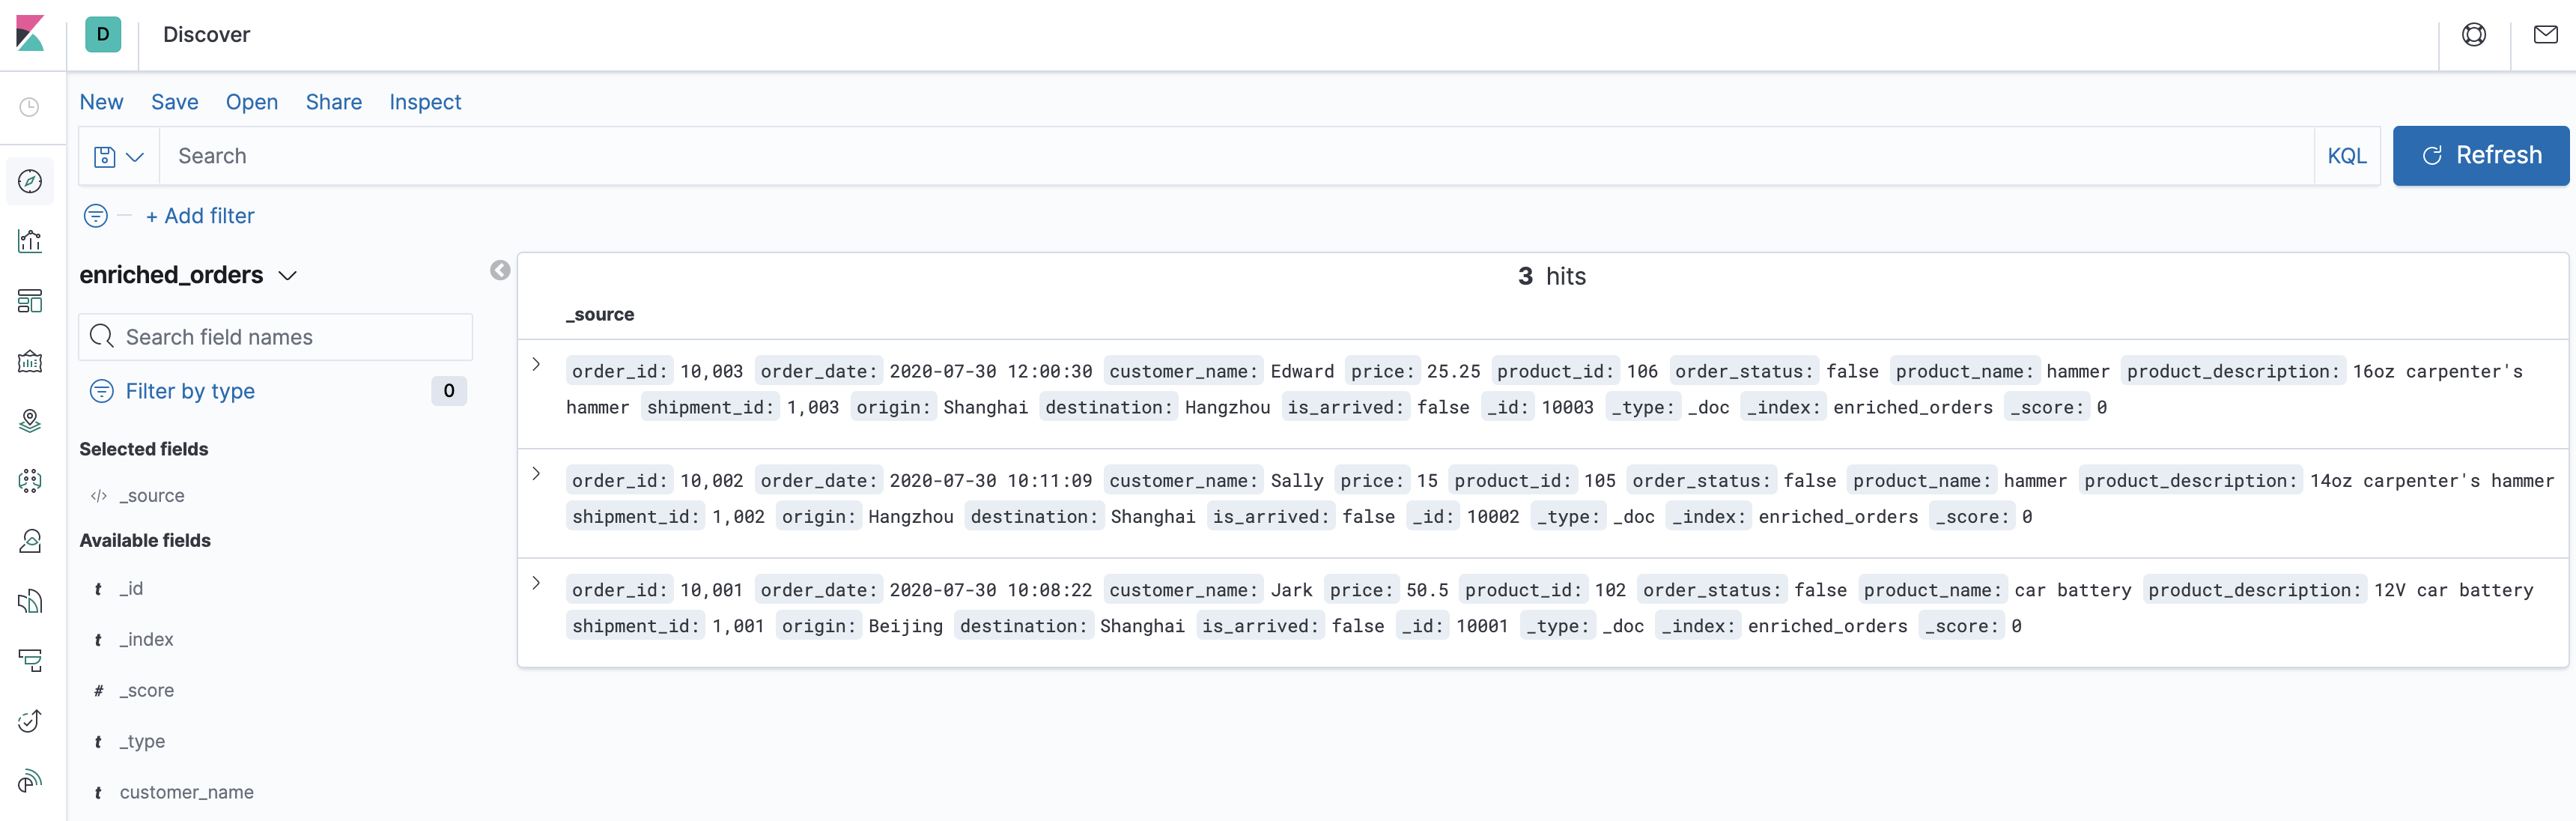 D Discover
New Save Open Share Inspect
Search KQL Refresh
+ Add filter
enriched_orders
Search field names
Filter by type 0
Selected fields
</> _source
Available fields
t _id
t _index
# _score
t _type
t customer_name
3 hits
_source
order_id: 10,003 order_date: 2020-07-30 12:00:30 customer_name: Edward price: 25.25 product_id: 106 order_status: false product_name: hammer product_description: 16oz carpenter's
hammer shipment_id: 1,003 origin: Shanghai destination: Hangzhou is_arrived: false _id: 10003 _type: _doc _index: enriched_orders _score: 0
order_id: 10,002 order_date: 2020-07-30 10:11:09 customer_name: Sally price: 15 product_id: 105 order_status: false product_name: hammer product_description: 14oz carpenter's hammer
shipment_id: 1,002 origin: Hangzhou destination: Shanghai is_arrived: false _id: 10002 _type: _doc _index: enriched_orders _score: 0
order_id: 10,001 order_date: 2020-07-30 10:08:22 customer_name: Jark price: 50.5 product_id: 102 order_status: false product_name: car battery product_description: 12V car battery
shipment_id: 1,001 origin: Beijing destination: Shanghai is_arrived: false _id: 10001 _type: _doc _index: enriched_orders _score: 0